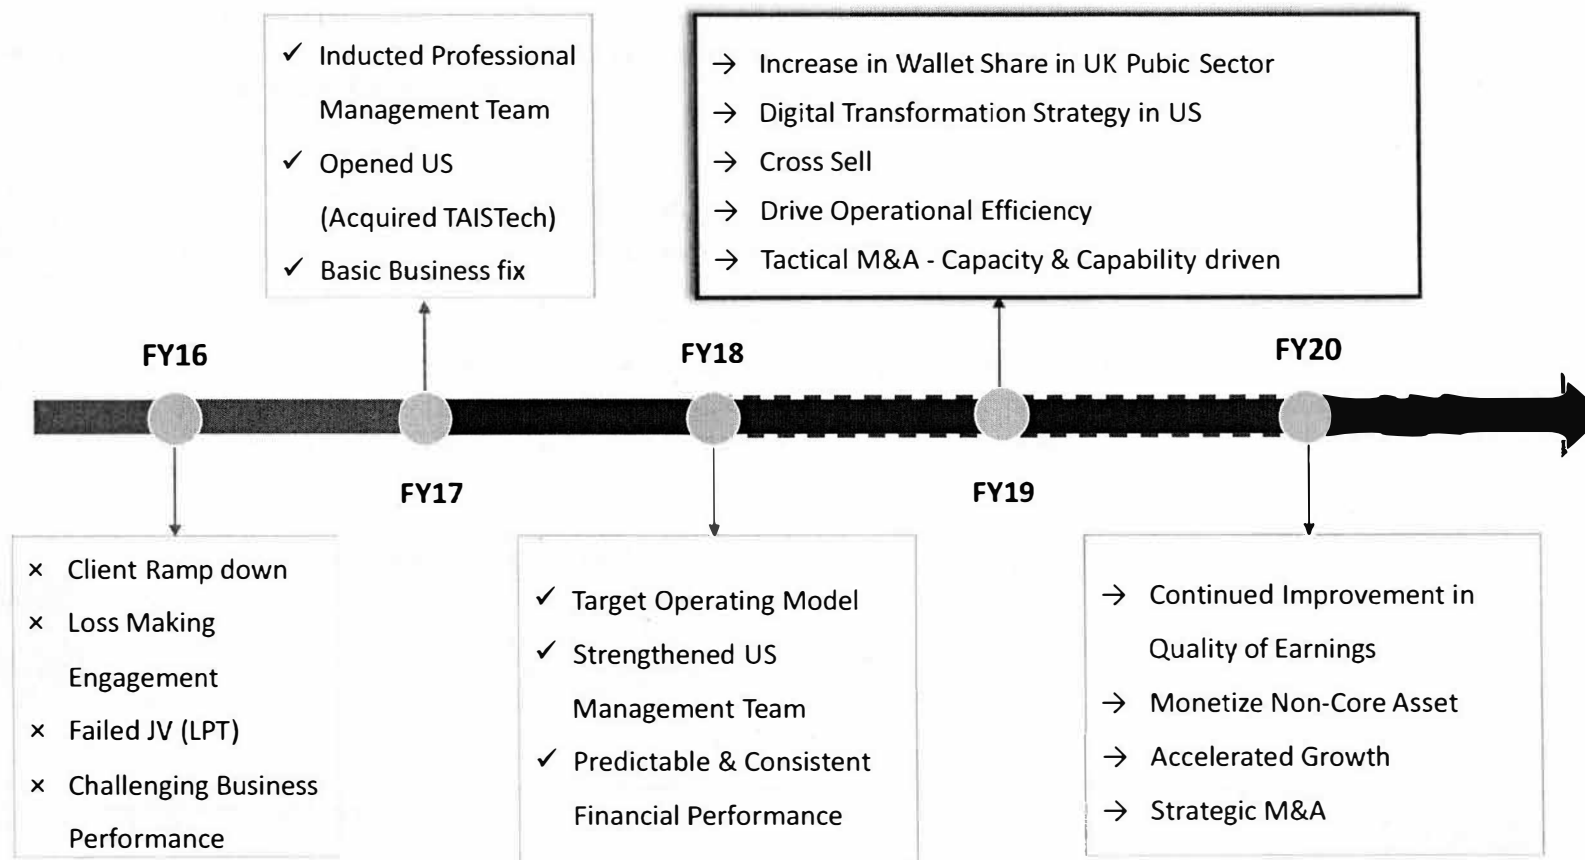 ✓ Inducted Professional
Management Team
✓ Opened US
(Acquired TAISTech)
✓ Basic Business fix
→ Increase in Wallet Share in UK Pubic Sector
→ Digital Transformation Strategy in US
→ Cross Sell
→ Drive Operational Efficiency
→ Tactical M&A - Capacity & Capability driven
FY16
FY18
FY20
FY17
FY19
× Client Ramp down
× Loss Making
Engagement
× Failed JV (LPT)
× Challenging Business
Performance
✓ Target Operating Model
✓ Strengthened US
Management Team
✓ Predictable & Consistent
Financial Performance
→ Continued Improvement in
Quality of Earnings
→ Monetize Non-Core Asset
→ Accelerated Growth
→ Strategic M&A